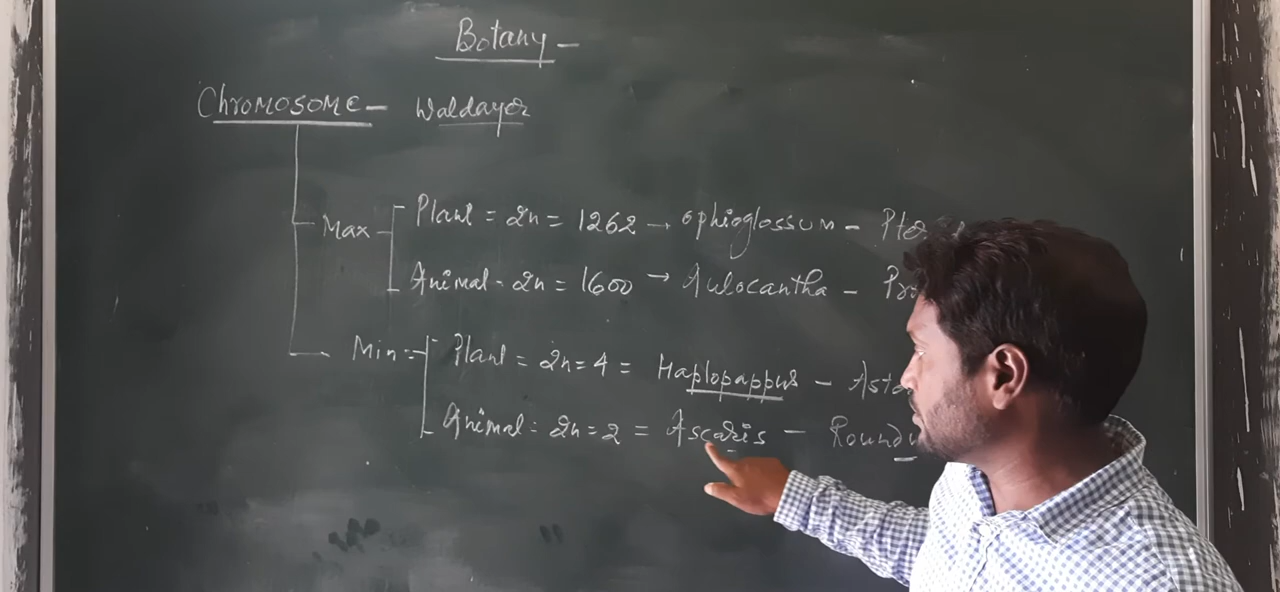 Botany -
CHROMOSOME - Waldayer
Max
Plant = 2n = 1262 → Ophioglossum -
Animal - 2n = 1600 → Aulocantha -
Min :-
Plant = 2n = 4 = Haplopappus -
Animal = 2n = 2 = Ascaris -